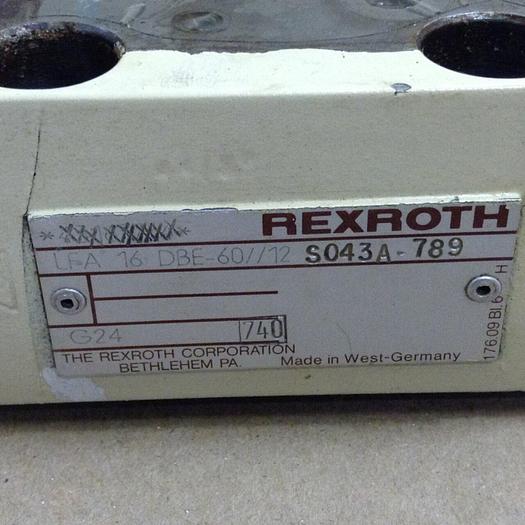 REXROTH
LFA 16 DBE-60//12 S043A-789
G24 740
THE REXROTH CORPORATION
BETHLEHEM PA. Made in West-Germany
176.09 Bl.6 H